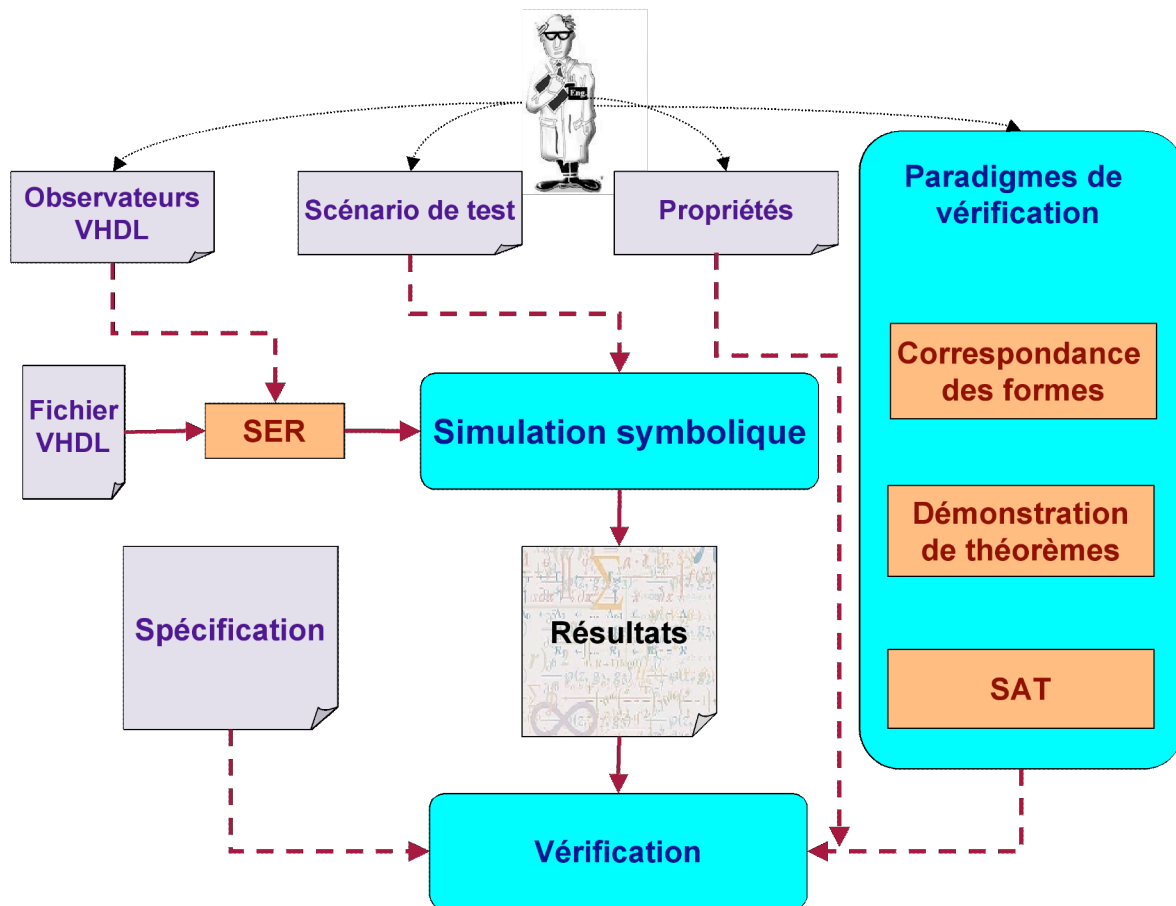 Eng.
Observateurs
VHDL
Scénario de test
Propriétés
Paradigmes de
vérification
Correspondance
des formes
Fichier
VHDL
SER
Simulation symbolique
Démonstration
de théorèmes
Spécification
Résultats
SAT
Vérification